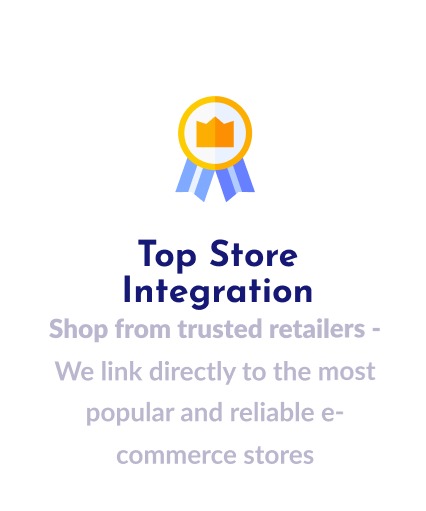 Top Store
Integration
Shop from trusted retailers -
We link directly to the most
popular and reliable e-
commerce stores